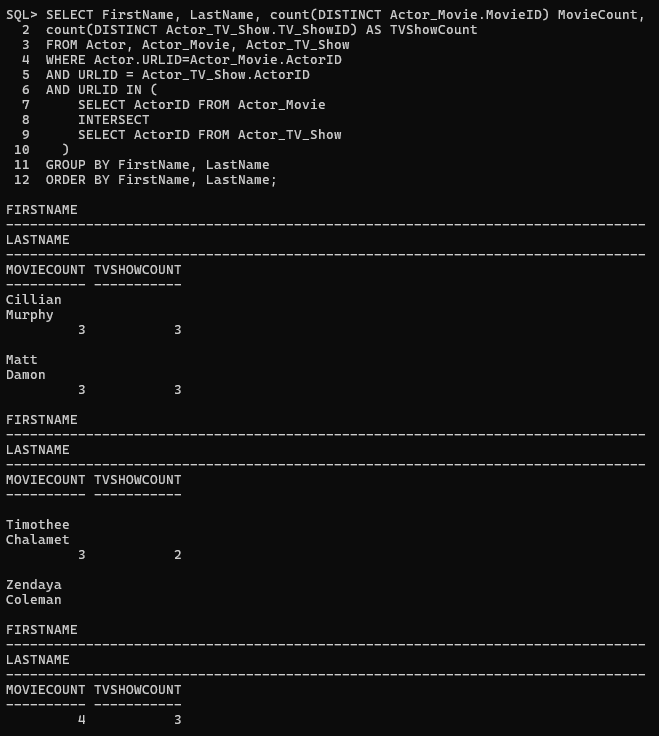 SQL> SELECT FirstName, LastName, count(DISTINCT Actor_Movie.MovieID) MovieCount,
  2  count(DISTINCT Actor_TV_Show.TV_ShowID) AS TVShowCount
  3  FROM Actor, Actor_Movie, Actor_TV_Show
  4  WHERE Actor.URLID=Actor_Movie.ActorID
  5  AND URLID = Actor_TV_Show.ActorID
  6  AND URLID IN (
  7      SELECT ActorID FROM Actor_Movie
  8      INTERSECT
  9      SELECT ActorID FROM Actor_TV_Show
 10    )
 11  GROUP BY FirstName, LastName
 12  ORDER BY FirstName, LastName;

FIRSTNAME
--------------------------------------------------------------------------------
LASTNAME
--------------------------------------------------------------------------------
MOVIECOUNT TVSHOWCOUNT
---------- -----------
Cillian
Murphy
         3           3

Matt
Damon
         3           3

FIRSTNAME
--------------------------------------------------------------------------------
LASTNAME
--------------------------------------------------------------------------------
MOVIECOUNT TVSHOWCOUNT
---------- -----------

Timothee
Chalamet
         3           2

Zendaya
Coleman

FIRSTNAME
--------------------------------------------------------------------------------
LASTNAME
--------------------------------------------------------------------------------
MOVIECOUNT TVSHOWCOUNT
---------- -----------
         4           3